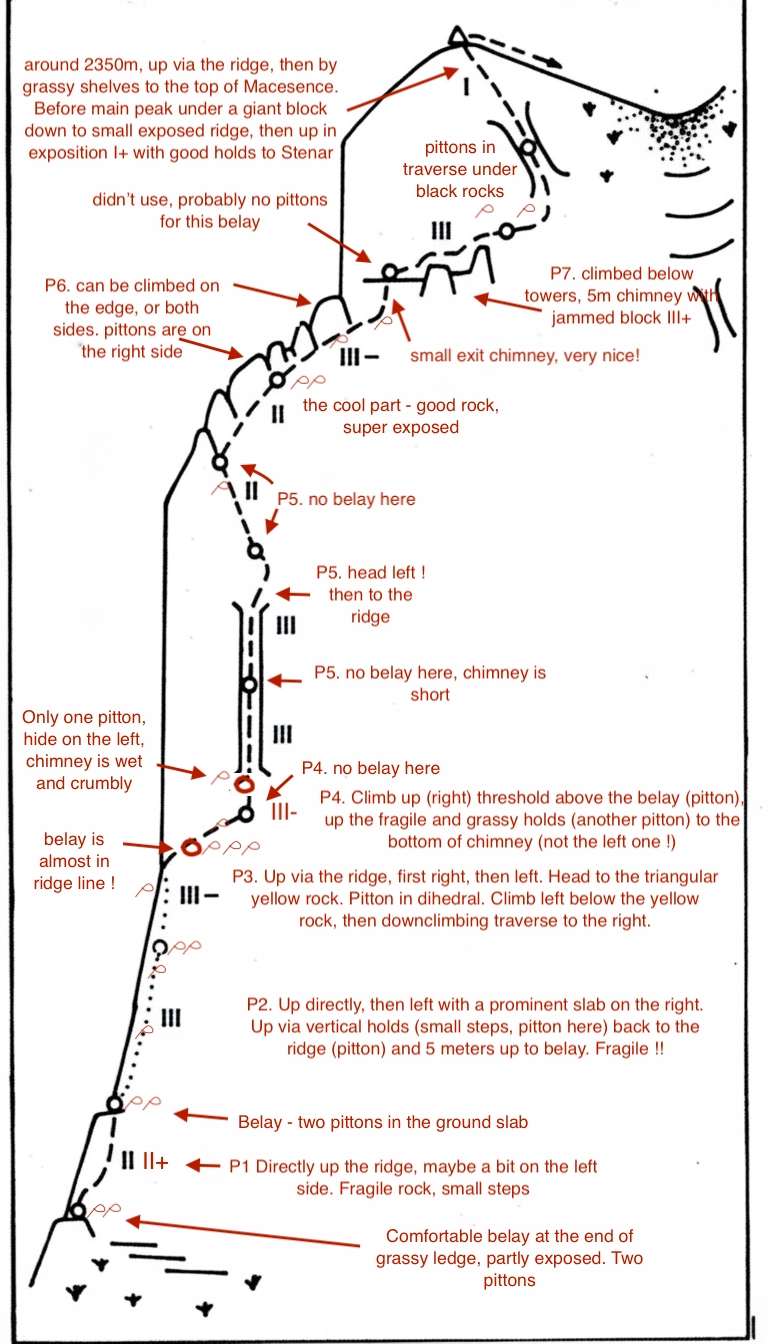 around 2350m, up via the ridge, then by
grassy shelves to the top of Macesence.
Before main peak under a giant block
down to small exposed ridge, then up in
exposition I+ with good holds to Stenar
I
pittons in
traverse under
black rocks
didn't use, probably no pittons
for this belay
III
P7. climbed below
towers, 5m chimney with
jammed block III+
P6. can be climbed on
the edge, or both
sides. pittons are on
the right side
III –
small exit chimney, very nice!
II
the cool part - good rock,
super exposed
II
P5. no belay here
P5. head left !
then to the
ridge
III
P5. no belay here, chimney is
short
Only one pitton,
hide on the left,
chimney is wet
and crumbly
III
P4. no belay here
III-
P4. Climb up (right) threshold above the belay (pitton),
up the fragile and grassy holds (another pitton) to the
bottom of chimney (not the left one !)
belay is
almost in
ridge line !
III –
P3. Up via the ridge, first right, then left. Head to the triangular
yellow rock. Pitton in dihedral. Climb left below the yellow
rock, then downclimbing traverse to the right.
III
P2. Up directly, then left with a prominent slab on the right.
Up via vertical holds (small steps, pitton here) back to the
ridge (pitton) and 5 meters up to belay. Fragile !!
Belay - two pittons in the ground slab
II II+
P1 Directly up the ridge, maybe a bit on the left
side. Fragile rock, small steps
Comfortable belay at the end of
grassy ledge, partly exposed. Two
pittons